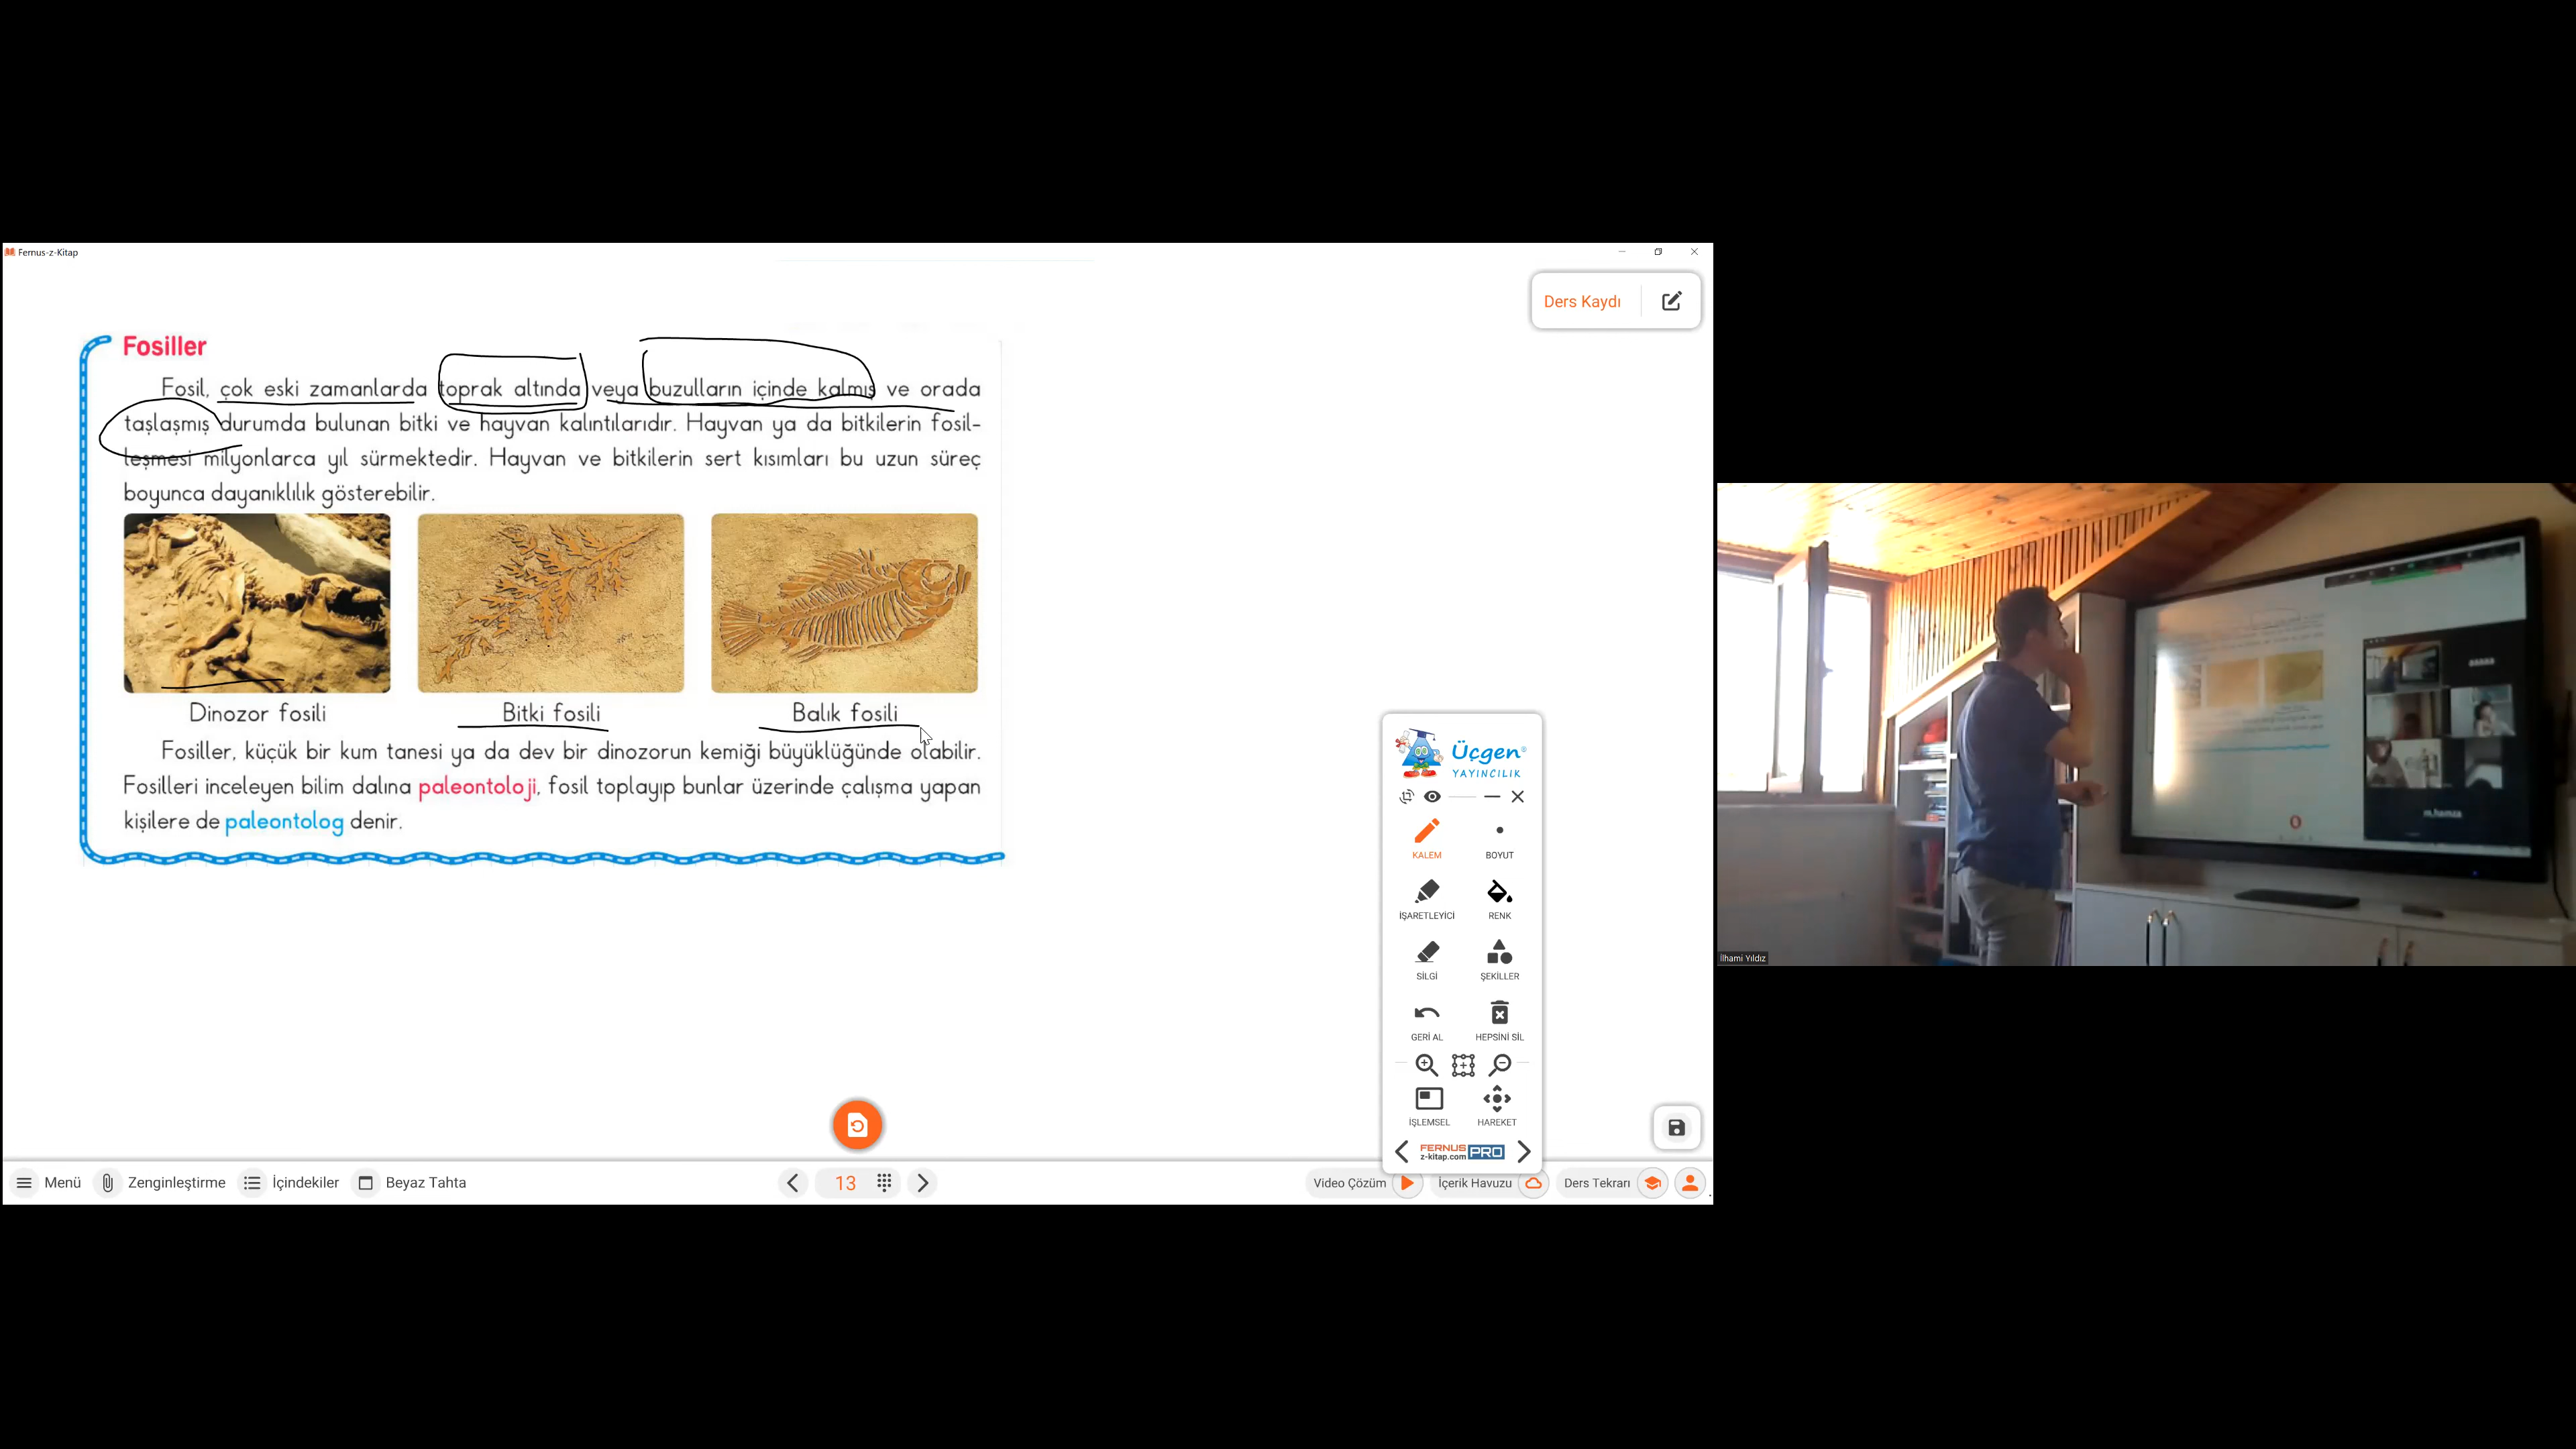 Fernus-z-Kitap
Ders Kaydı
Fosiller
Fosil, çok eski zamanlarda toprak altında veya buzulların içinde kalmış ve orada
taşlaşmış durumda bulunan bitki ve hayvan kalıntılarıdır. Hayvan ya da bitkilerin fosil-
leşmesi milyonlarca yıl sürmektedir. Hayvan ve bitkilerin sert kısımları bu uzun süreç
boyunca dayanıklılık gösterebilir.
Dinozor fosili
Bitki fosili
Balık fosili
Fosiller, küçük bir kum tanesi ya da dev bir dinozorun kemiği büyüklüğünde olabilir.
Fosilleri inceleyen bilim dalına paleontoloji, fosil toplayıp bunlar üzerinde çalışma yapan
kişilere de paleontolog denir.
Üçgen
YAYINCILIK
KALEM
BOYUT
İŞARETLEYİCİ
RENK
SİLGİ
ŞEKİLLER
GERİ AL
HEPSİNİ SİL
İŞLEMSEL
HAREKET
FERNUS
z-kitap.com
PRO
Menü
Zenginleştirme
İçindekiler
Beyaz Tahta
13
Video Çözüm
İçerik Havuzu
Ders Tekrarı
m.hamza
İlhami Yıldız